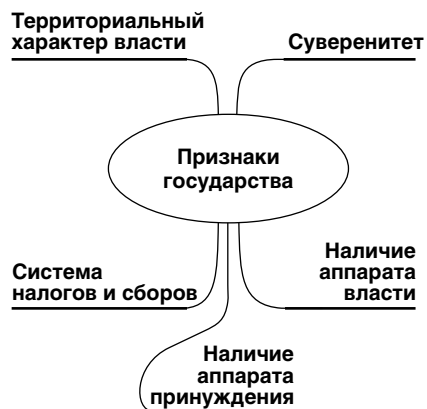 Территориальный
характер власти
Суверенитет
Признаки
государства
Система
налогов и сборов
Наличие
аппарата
власти
Наличие
аппарата
принуждения